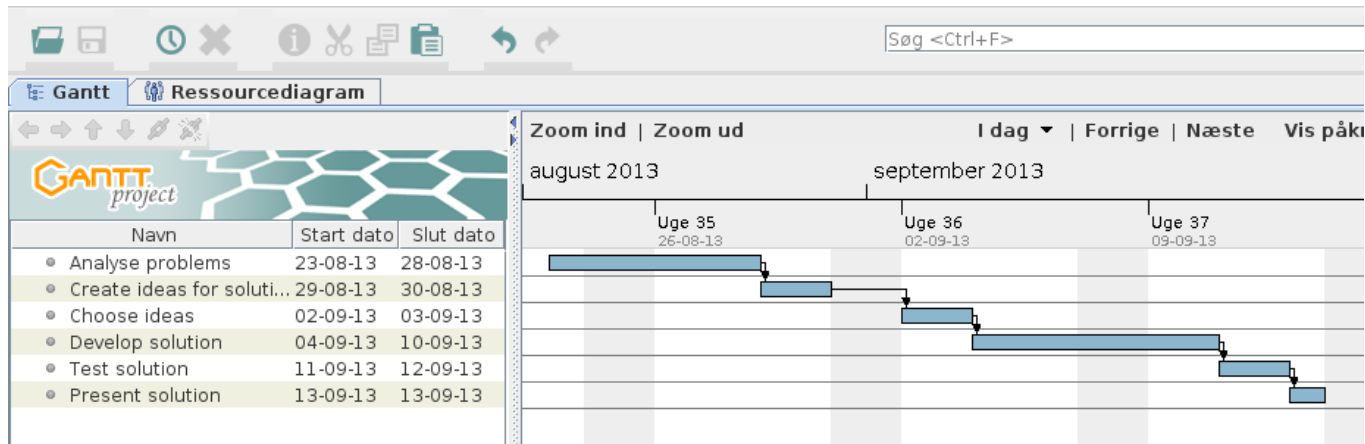 Søg <Ctrl+F>
Gantt Ressourcediagram
Zoom ind | Zoom ud I dag | Forrige | Næste Vis
GANTT project
august 2013 september 2013
Uge 35 Uge 36 Uge 37
26-08-13 02-09-13 09-09-13
Navn Start dato Slut dato
Analyse problems 23-08-13 28-08-13
Create ideas for soluti... 29-08-13 30-08-13
Choose ideas 02-09-13 03-09-13
Develop solution 04-09-13 10-09-13
Test solution 11-09-13 12-09-13
Present solution 13-09-13 13-09-13